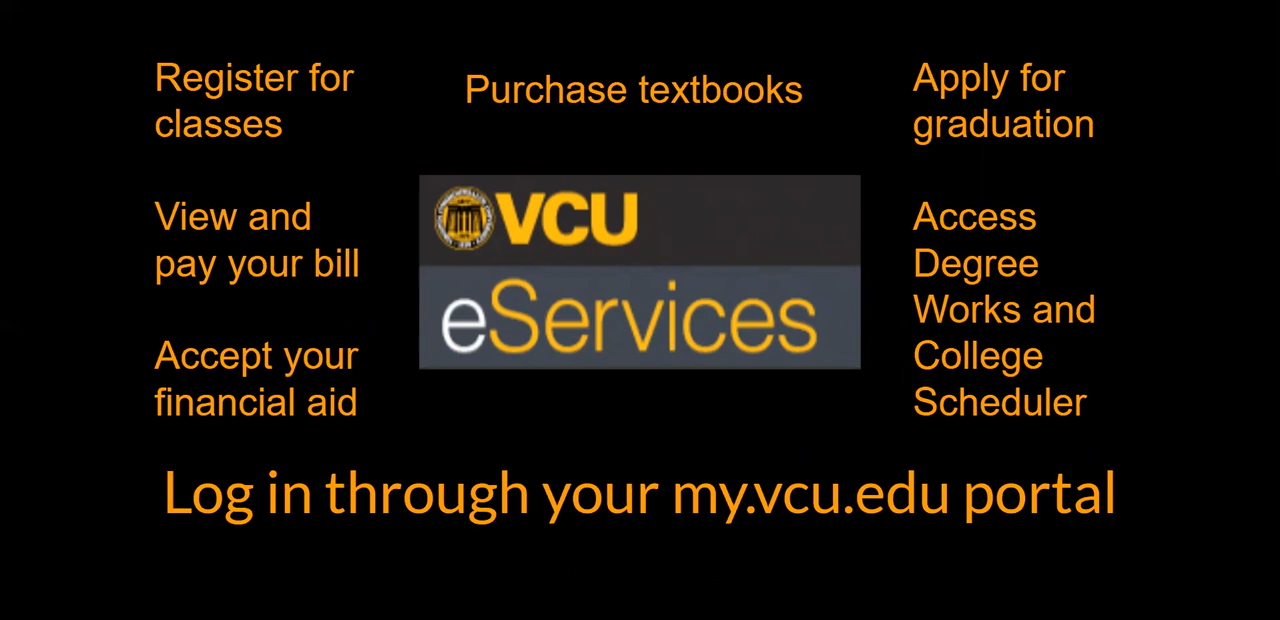 Register for
classes
View and
pay your bill
Accept your
financial aid
Purchase textbooks
VCU
eServices
Apply for
graduation
Access
Degree
Works and
College
Scheduler
Log in through your my.vcu.edu portal